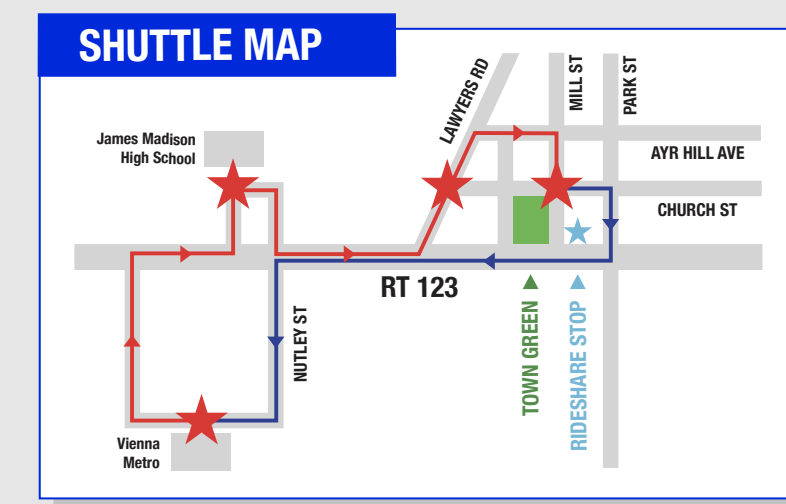 SHUTTLE MAP
LAWYERS RD
MILL ST
PARK ST
James Madison
High School
AYR HILL AVE
CHURCH ST
RT 123
NUTLEY ST
TOWN GREEN
RIDESHARE STOP
Vienna
Metro